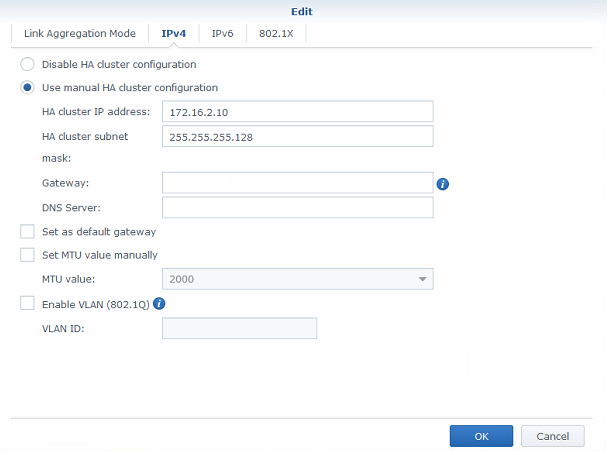 Edit
Link Aggregation Mode IPv4 IPv6 802.1X
Disable HA cluster configuration
Use manual HA cluster configuration
HA cluster IP address: 172.16.2.10
HA cluster subnet 255.255.255.128
mask:
Gateway:
DNS Server:
Set as default gateway
Set MTU value manually
MTU value: 2000
Enable VLAN (802.1Q)
VLAN ID:
OK Cancel